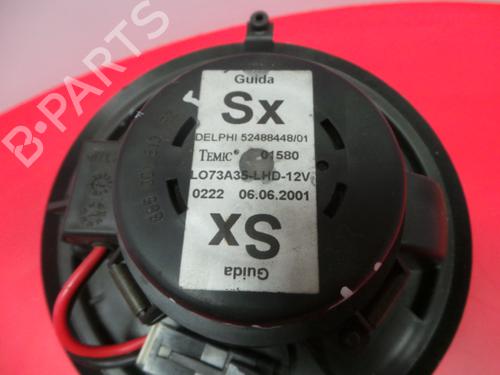 Guida
Sx
DELPHI 52488448/01
TEMIC 01580
LO73A35-LHD-12V
0222 06.06.2001
Sx
Guida
B-PARTS